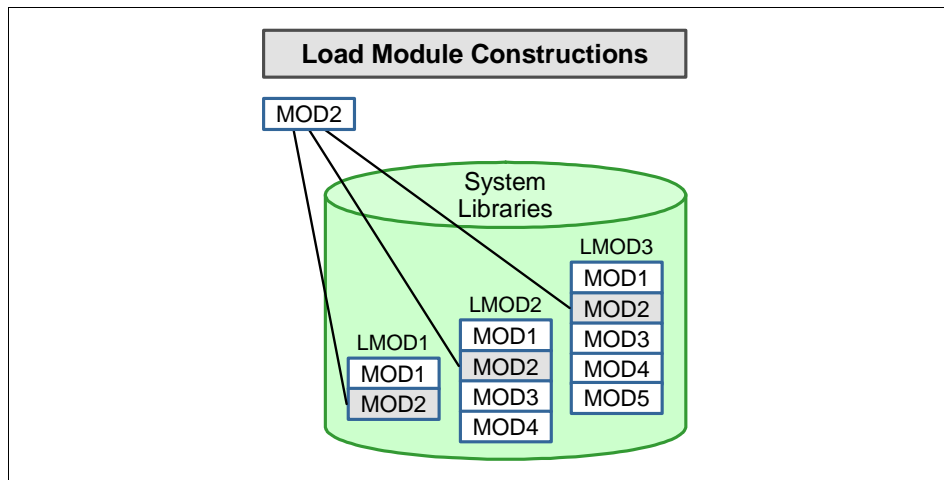 Load Module Constructions
MOD2
System
Libraries
LMOD1
MOD1
MOD2
LMOD2
MOD1
MOD2
MOD3
MOD4
LMOD3
MOD1
MOD2
MOD3
MOD4
MOD5